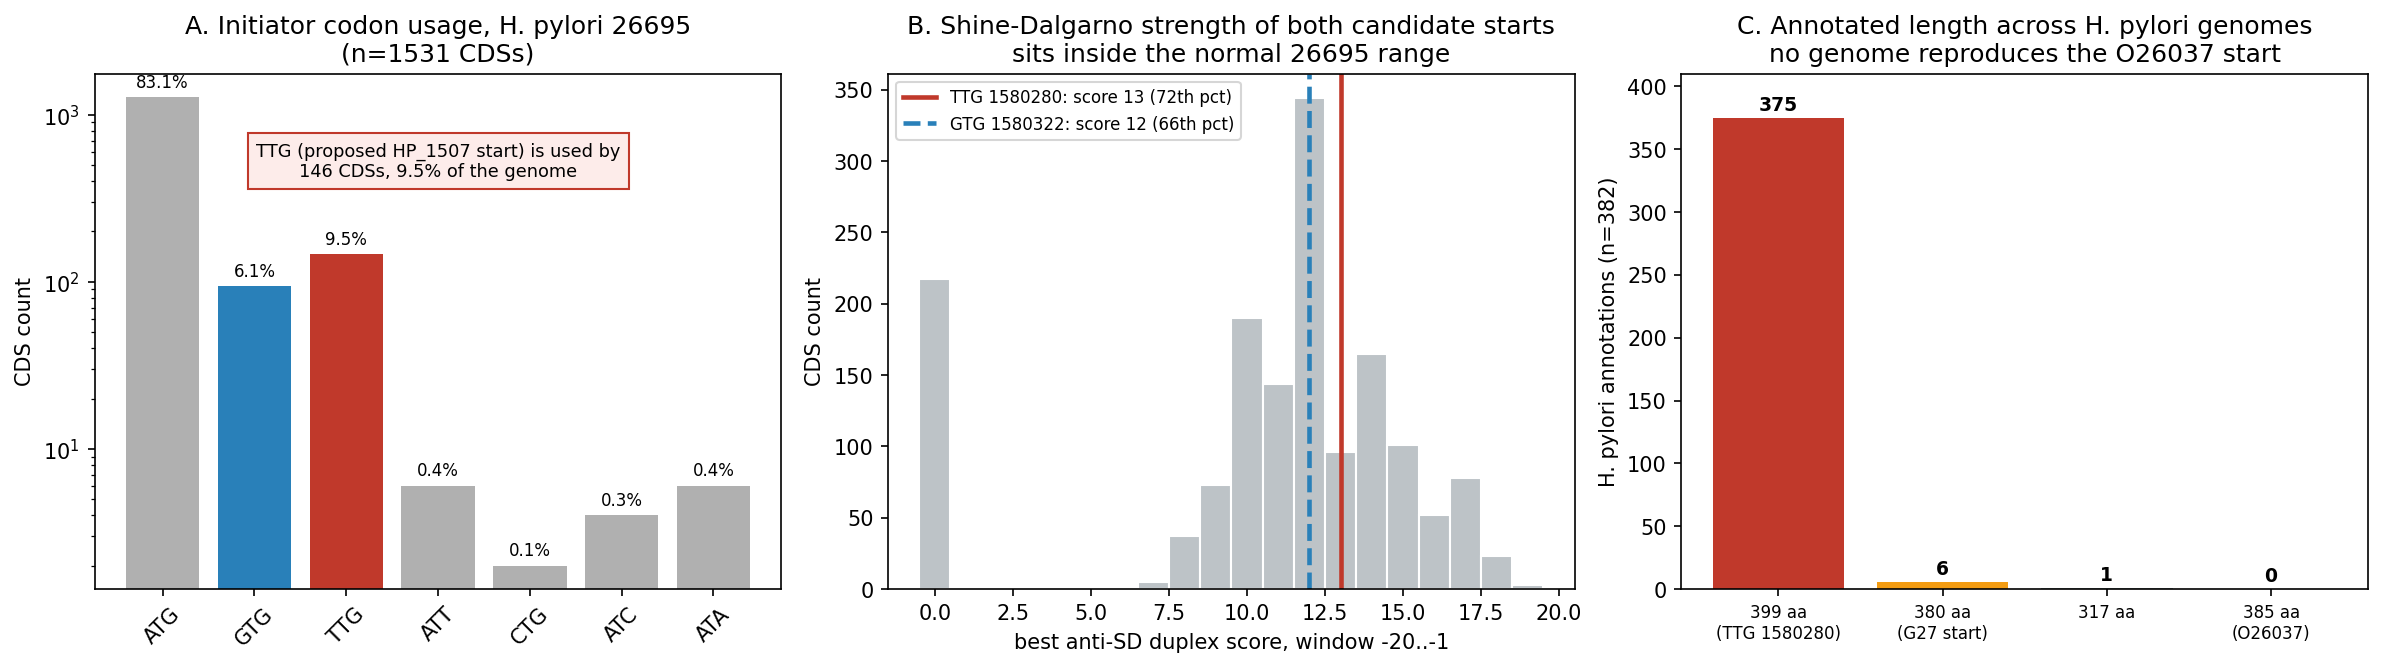 A. Initiator codon usage, H. pylori 26695
(n=1531 CDSs)
CDS count
10^3
10^2
10^1
83.1%
6.1%
9.5%
0.4%
0.1%
0.3%
0.4%
TTG (proposed HP_1507 start) is used by
146 CDSs, 9.5% of the genome
ATG
GTG
TTG
ATT
CTG
ATC
ATA
B. Shine-Dalgarno strength of both candidate starts
sits inside the normal 26695 range
CDS count
350
300
250
200
150
100
50
0
TTG 1580280: score 13 (72th pct)
GTG 1580322: score 12 (66th pct)
0.0
2.5
5.0
7.5
10.0
12.5
15.0
17.5
20.0
best anti-SD duplex score, window -20..-1
C. Annotated length across H. pylori genomes
no genome reproduces the O26037 start
H. pylori annotations (n=382)
400
350
300
250
200
150
100
50
0
375
6
1
0
399 aa
(TTG 1580280)
380 aa
(G27 start)
317 aa
385 aa
(O26037)